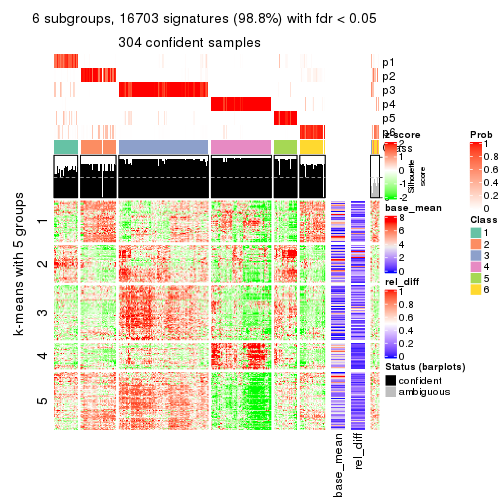 6 subgroups, 16703 signatures (98.8%) with fdr < 0.05
304 confident samples
p1
p2
p3
p4
p5
p6
Class
Silhouette
score
k-means with 5 groups
1
2
3
4
5
base_mean
rel_diff
z-score
2
1
0
-1
-2
base_mean
8
6
4
2
0
rel_diff
1
0.8
0.6
0.4
0.2
0
Status (barplots)
confident
ambiguous
Prob
1
0.8
0.6
0.4
0.2
0
Class
1
2
3
4
5
6